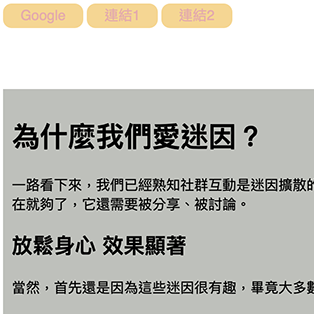 Google 連結1 連結2
為什麼我們愛迷因？
一路看下來，我們已經熟知社群互動是迷因擴散的
在就夠了，它還需要被分享、被討論。
放鬆身心 效果顯著
當然，首先還是因為這些迷因很有趣，畢竟大多數